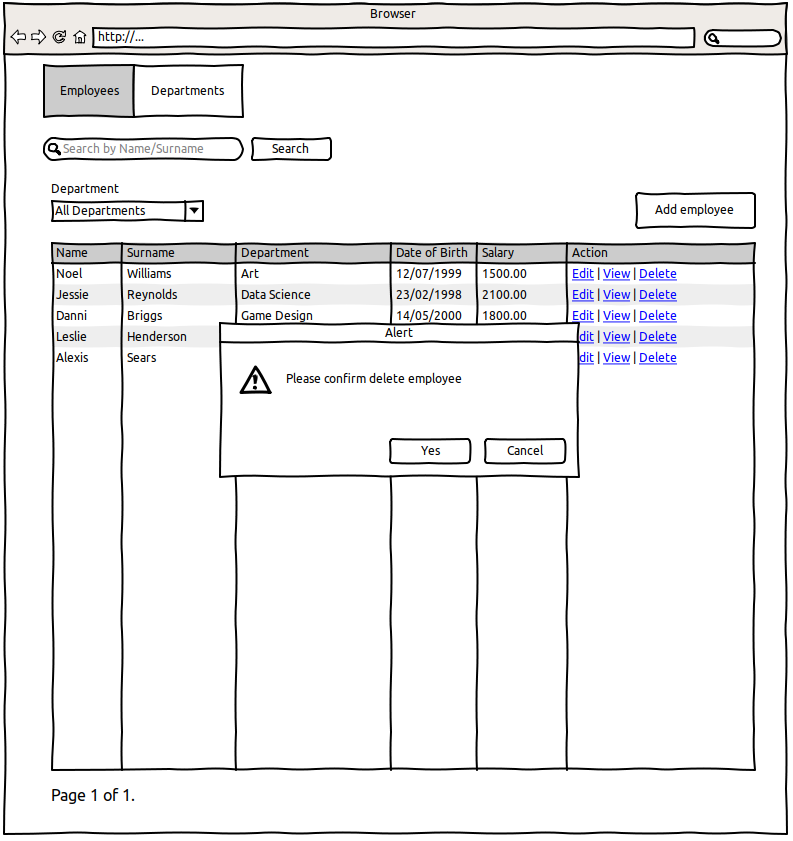 Browser
http://...
Employees Departments
Search by Name/Surname Search
Department
All Departments
Add employee
Name Surname Department Date of Birth Salary Action
Noel Williams Art 12/07/1999 1500.00 Edit | View | Delete
Jessie Reynolds Data Science 23/02/1998 2100.00 Edit | View | Delete
Danni Briggs Game Design 14/05/2000 1800.00 Edit | View | Delete
Leslie Henderson dit | View | Delete
Alexis Sears dit | View | Delete
Alert
Please confirm delete employee
Yes Cancel
Page 1 of 1.